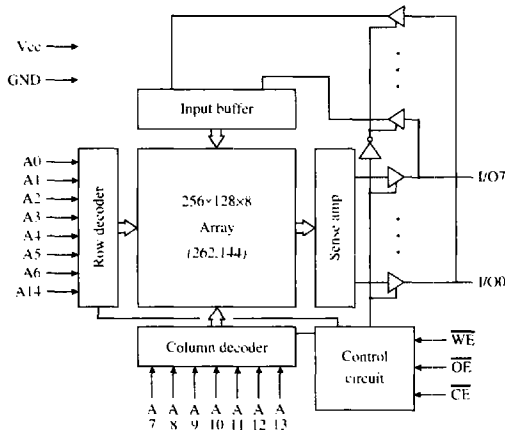 Vcc
GND
Input buffer
A0
A1
A2
A3
A4
A5
A6
A14
Row decoder
256×128×8
Array
(262,144)
Sense amp
I/O7
I/O0
Column decoder
Control
circuit
WE
OE
CE
A A A A A A A
7 8 9 10 11 12 13